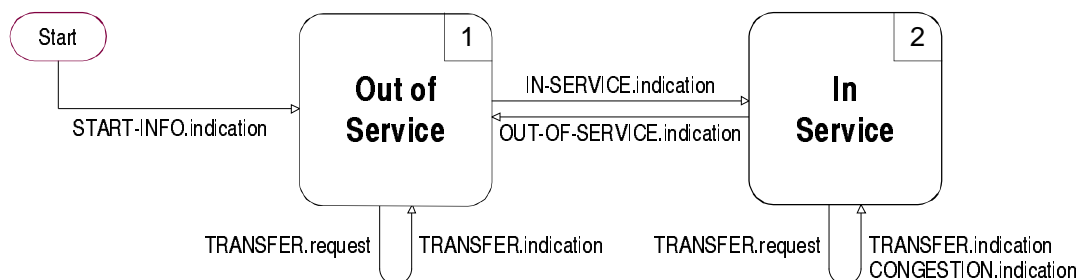 Start
1
2
Out of
Service
IN-SERVICE.indication
In
Service
START-INFO.indication
OUT-OF-SERVICE.indication
TRANSFER.request
TRANSFER.indication
TRANSFER.request
TRANSFER.indication
CONGESTION.indication